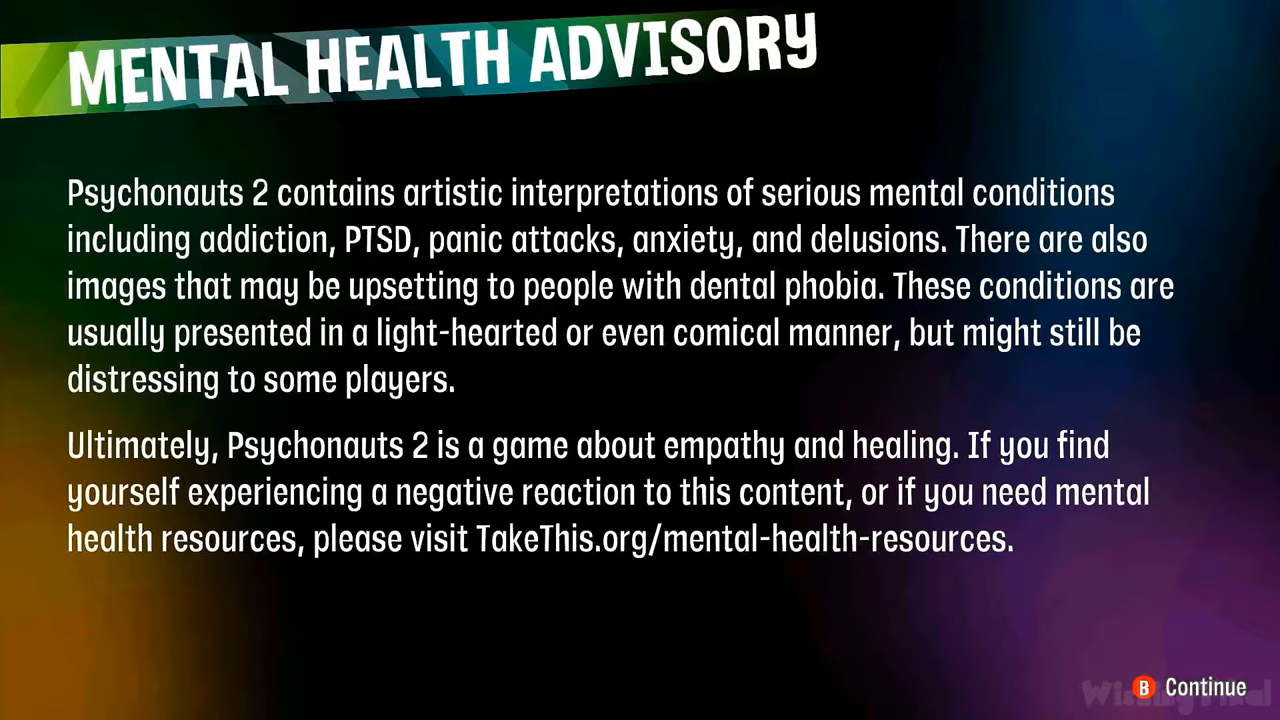 MENTAL HEALTH ADVISORY
Psychonauts 2 contains artistic interpretations of serious mental conditions
including addiction, PTSD, panic attacks, anxiety, and delusions. There are also
images that may be upsetting to people with dental phobia. These conditions are
usually presented in a light-hearted or even comical manner, but might still be
distressing to some players.
Ultimately, Psychonauts 2 is a game about empathy and healing. If you find
yourself experiencing a negative reaction to this content, or if you need mental
health resources, please visit TakeThis.org/mental-health-resources.
B Continue